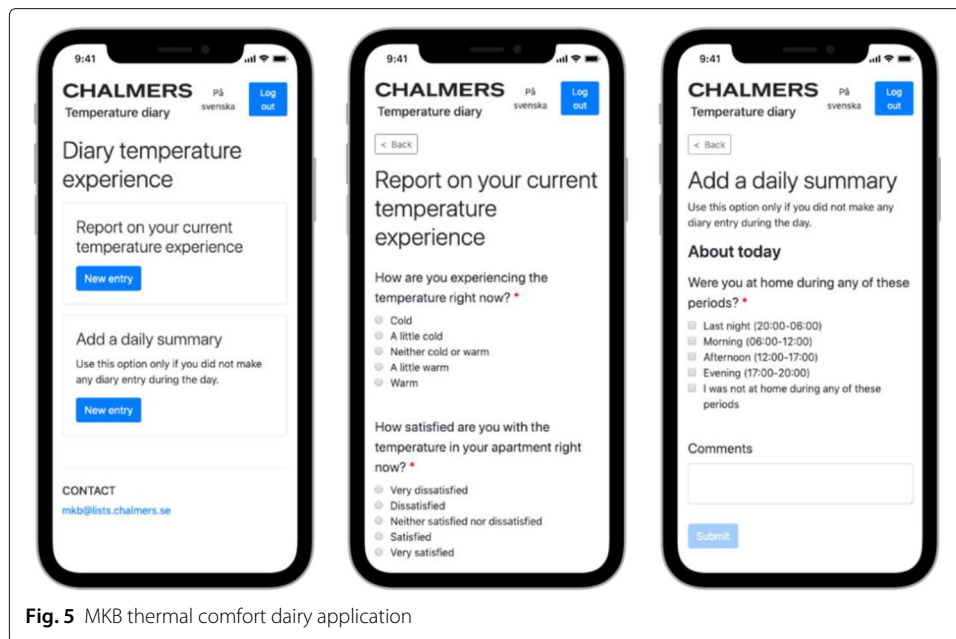 9:41
CHALMERS
Temperature diary
På
svenska
Log
out
Diary temperature
experience
Report on your current
temperature experience
New entry
Add a daily summary
Use this option only if you did not make
any diary entry during the day.
New entry
CONTACT
mkb@lists.chalmers.se
9:41
CHALMERS
Temperature diary
På
svenska
Log
out
< Back
Report on your current
temperature
experience
How are you experiencing the
temperature right now? *
Cold
A little cold
Neither cold or warm
A little warm
Warm
How satisfied are you with the
temperature in your apartment right
now? *
Very dissatisfied
Dissatisfied
Neither satisfied nor dissatisfied
Satisfied
Very satisfied
9:41
CHALMERS
Temperature diary
På
svenska
Log
out
< Back
Add a daily summary
Use this option only if you did not make any
diary entry during the day.
About today
Were you at home during any of these
periods? *
Last night (20:00-06:00)
Morning (06:00-12:00)
Afternoon (12:00-17:00)
Evening (17:00-20:00)
I was not at home during any of these
periods
Comments
Submit
Fig. 5 MKB thermal comfort dairy application